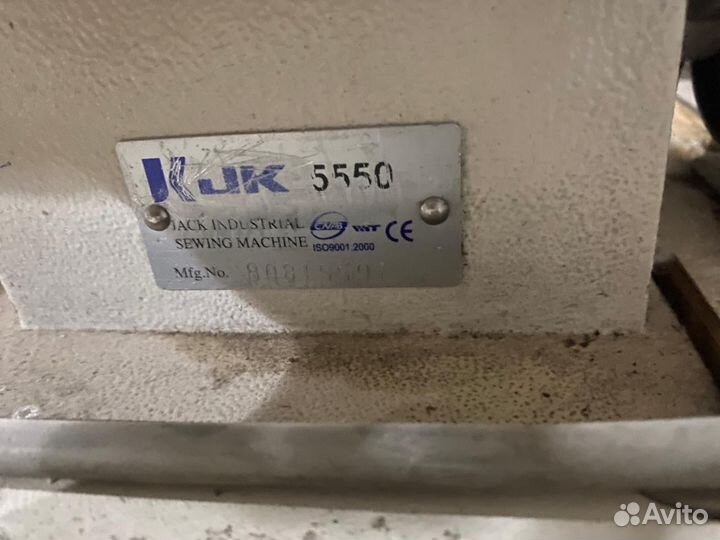 JK 5550
JACK INDUSTRIAL
SEWING MACHINE
ISO9001:2000
CE
Mfg.No.
Avito